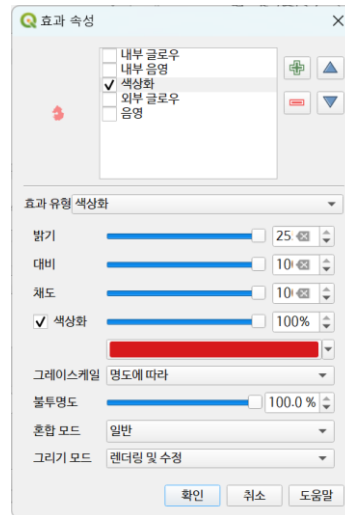 효과 속성
내부 글로우
내부 음영
색상화
외부 글로우
음영
효과 유형 색상화
밝기 25
대비 10
채도 10
색상화 100%
그레이스케일 명도에 따라
불투명도 100.0 %
혼합 모드 일반
그리기 모드 렌더링 및 수정
확인 취소 도움말